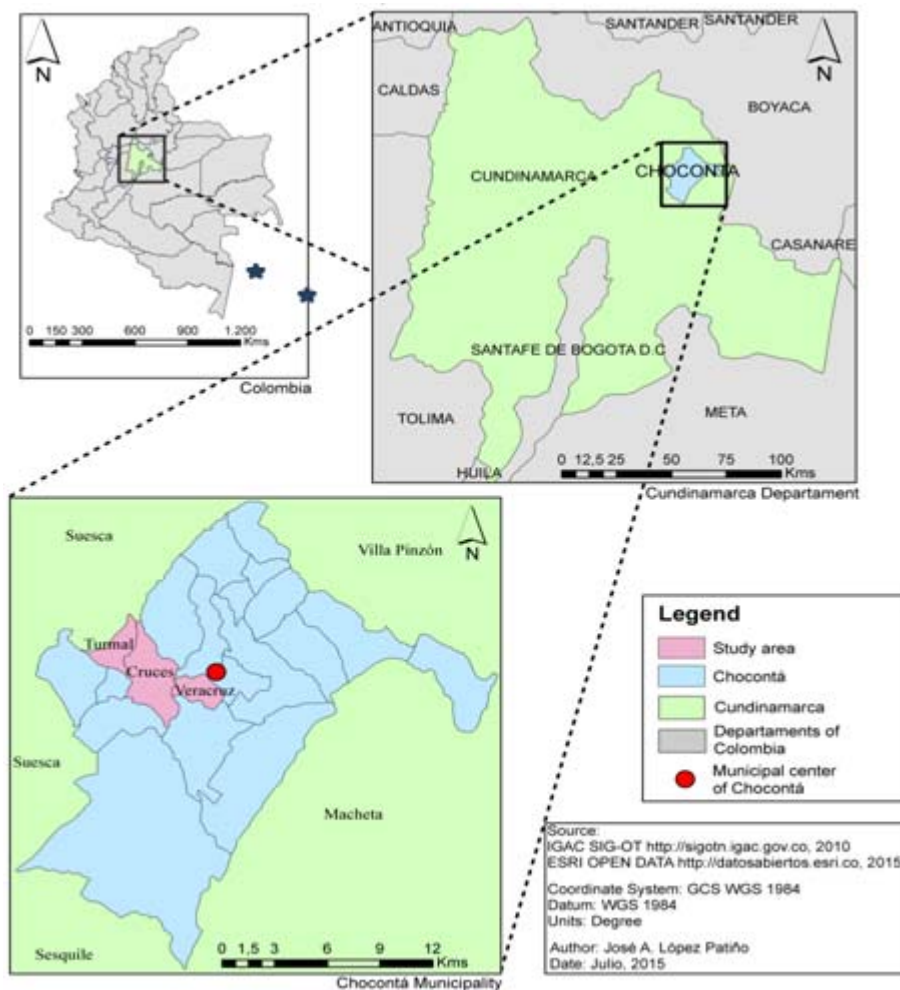 N
0 150 300 600 900 1.200
Kms
Colombia
ANTIOQUIA
SANTANDER
SANTANDER
N
CALDAS
BOYACA
CUNDINAMARCA
CHOCONTA
CASANARE
SANTAFE DE BOGOTA D.C
TOLIMA
META
HUILA
0 12,5 25 50 75 100
Kms
Cundinamarca Departament
Suesca
Villa Pinzón
N
Turmal
Cruces
Veracruz
Suesca
Macheta
Sesquile
0 1,5 3 6 9 12
Kms
Chocontá Municipality
Legend
Study area
Chocontá
Cundinamarca
Departaments of
Colombia
Municipal center
of Chocontá
Source:
IGAC SIG-OT http://sigotn.igac.gov.co, 2010
ESRI OPEN DATA http://datosabiertos.esri.co, 2015
Coordinate System: GCS WGS 1984
Datum: WGS 1984
Units: Degree
Author: José A. López Patiño
Date: Julio, 2015